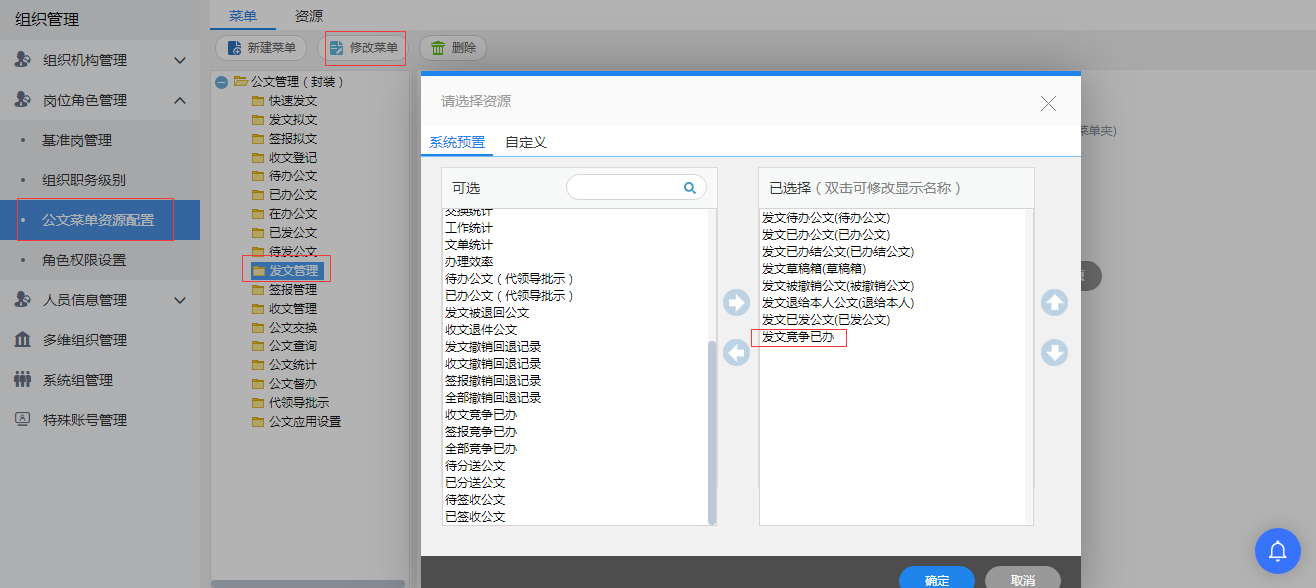 组织管理
组织机构管理
岗位角色管理
基准岗管理
组织职务级别
公文菜单资源配置
角色权限设置
人员信息管理
多维组织管理
系统组管理
特殊账号管理
菜单
资源
新建菜单
修改菜单
删除
公文管理（封装）
快速发文
发文拟文
签报拟文
收文登记
待办公文
已办公文
在办公文
已发公文
待发公文
发文管理
签报管理
收文管理
公文交换
公文查询
公文统计
公文督办
代领导批示
公文应用设置
请选择资源
系统预置
自定义
可选
交换统计
工作统计
文单统计
办理效率
待办公文（代领导批示）
已办公文（代领导批示）
发文被退回公文
收文退件公文
发文撤销回退记录
收文撤销回退记录
签报撤销回退记录
全部撤销回退记录
收文竞争已办
签报竞争已办
全部竞争已办
待分送公文
已分送公文
待签收公文
已签收公文
已选择（双击可修改显示名称）
发文待办公文(待办公文)
发文已办公文(已办公文)
发文已办结公文(已办结公文)
发文草稿箱(草稿箱)
发文被撤销公文(被撤销公文)
发文退给本人公文(退给本人)
发文已发公文(已发公文)
发文竞争已办
菜单夹)
确定
取消